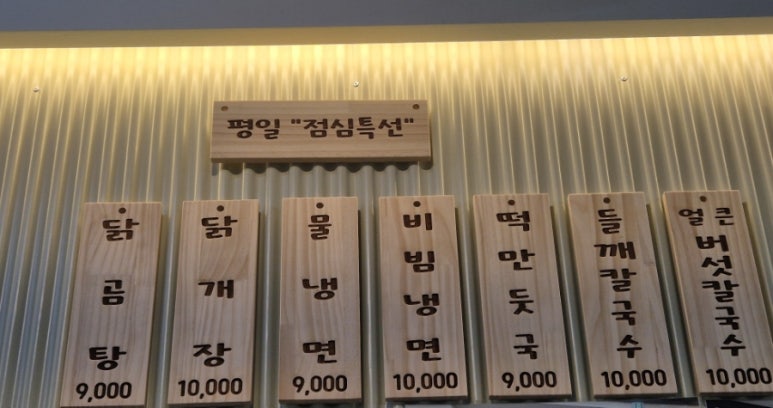 평일 "점심특선"
닭곰탕
9,000
닭개장
10,000
물냉면
9,000
비빔냉면
10,000
떡만듯국
9,000
들깨칼국수
10,000
얼큰
버섯칼국수
10,000